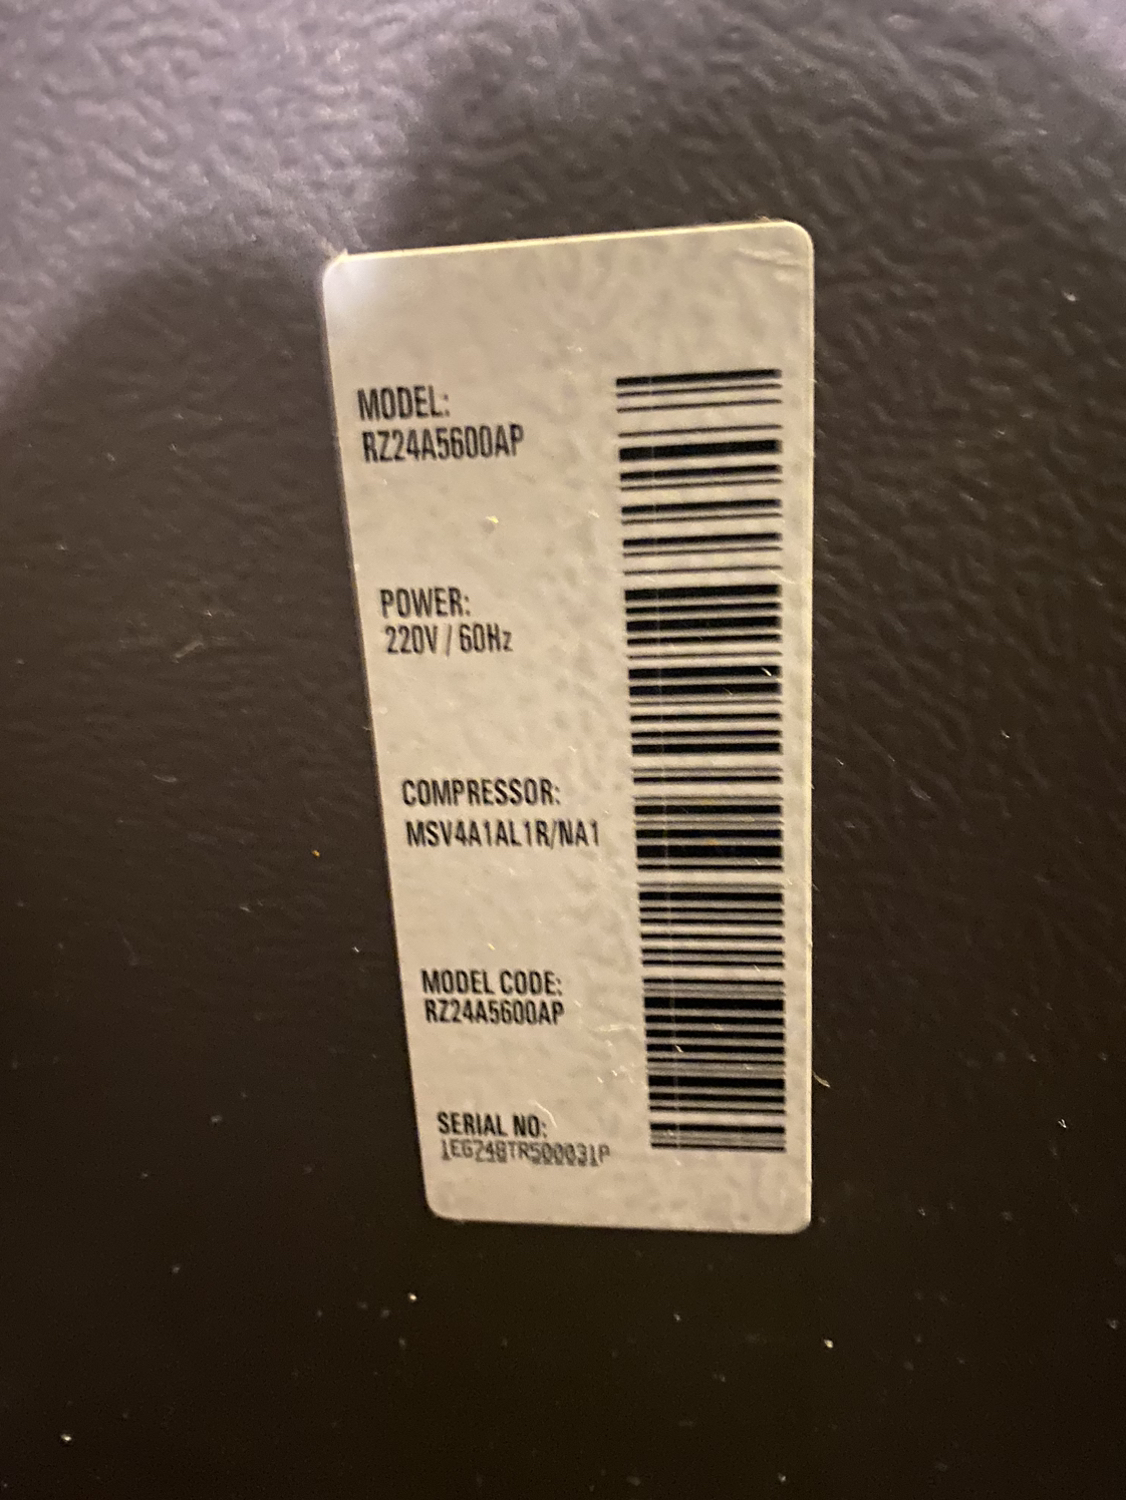 MODEL:
RZ24A5600AP
POWER:
220V / 60Hz
COMPRESSOR:
MSV4A1AL1R/NA1
MODEL CODE:
RZ24A5600AP
SERIAL NO: